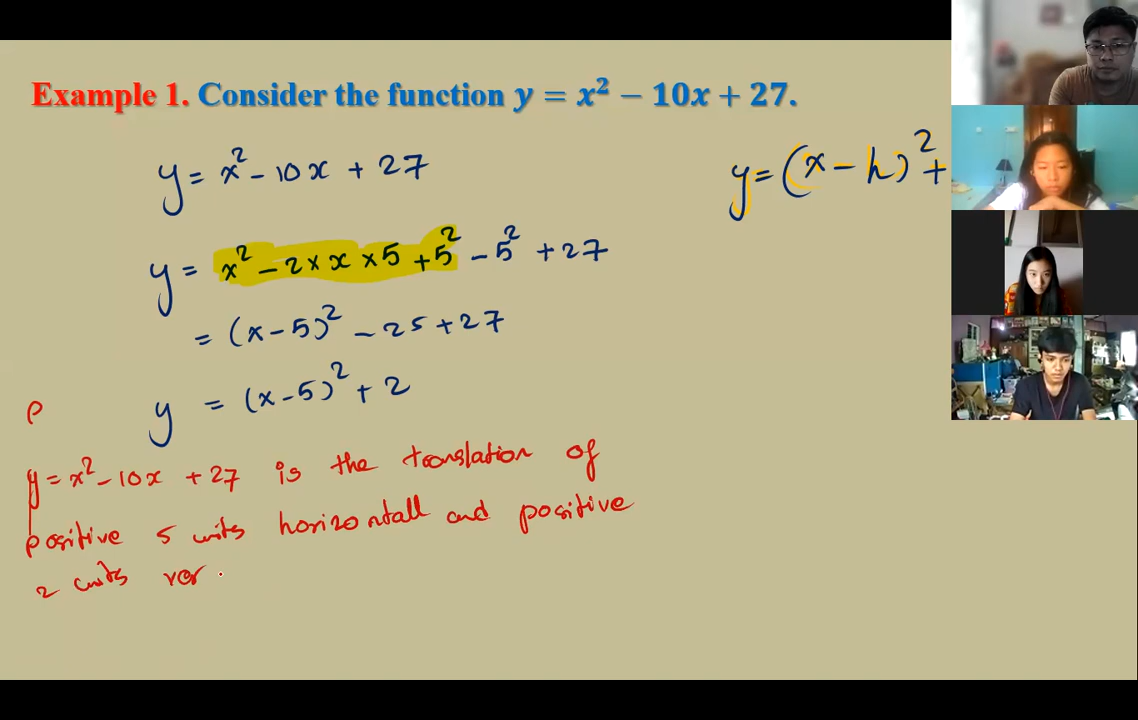 Example 1. Consider the function y = x² − 10x + 27.
y = x² − 10x + 27
y = (x − h)² +
y = x² − 2 × x × 5 + 5² − 5² + 27
= (x − 5)² − 25 + 27
y = (x − 5)² + 2
P
y = x² − 10x + 27 is the translation of
positive 5 units horizontall and positive
2 units ver